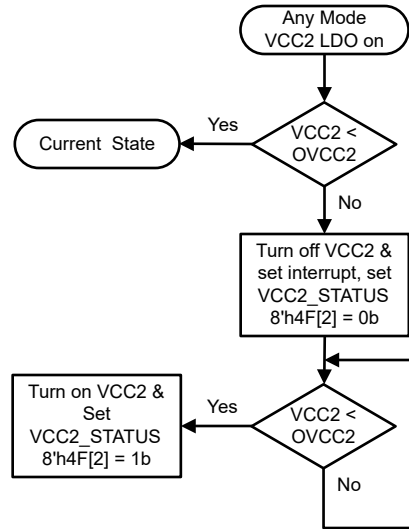 Any Mode
VCC2 LDO on
Yes
Current State
VCC2 <
OVCC2
No
Turn off VCC2 &
set interrupt, set
VCC2_STATUS
8'h4F[2] = 0b
Turn on VCC2 &
Set
VCC2_STATUS
8'h4F[2] = 1b
Yes
VCC2 <
OVCC2
No